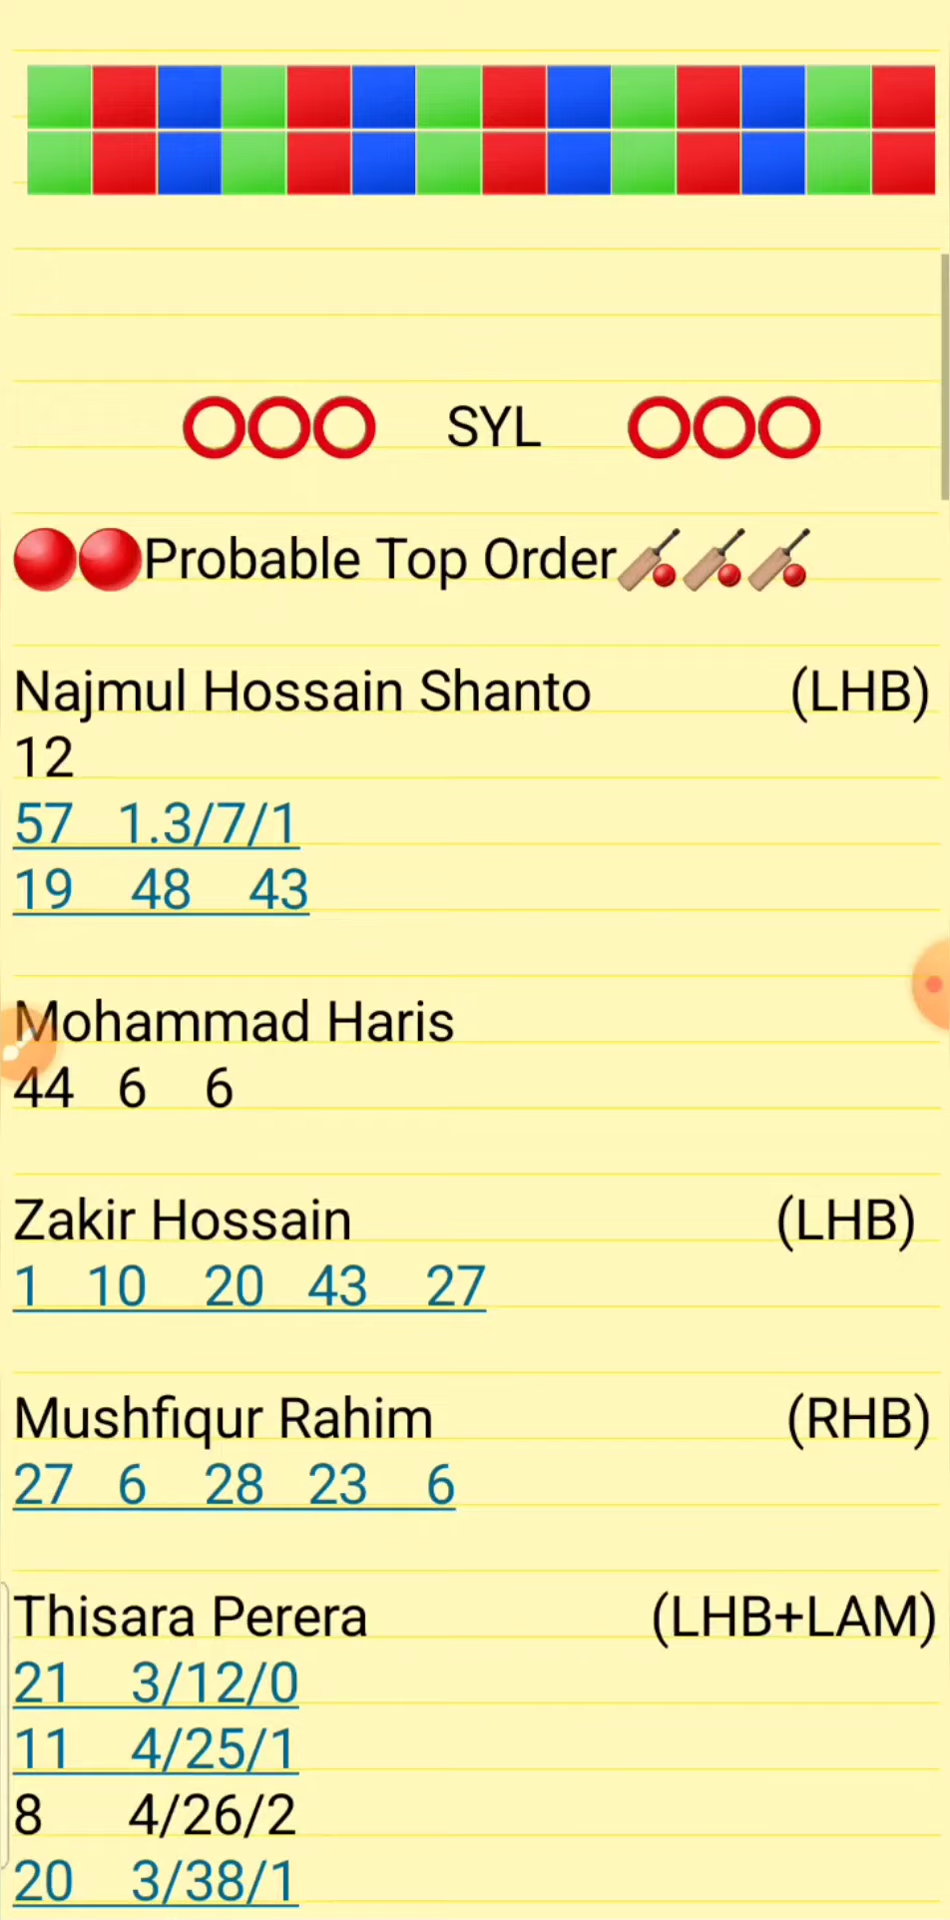 SYL
Probable Top Order
Najmul Hossain Shanto (LHB)
12
57 1.3/7/1
19 48 43
Mohammad Haris
44 6 6
Zakir Hossain (LHB)
1 10 20 43 27
Mushfiqur Rahim (RHB)
27 6 28 23 6
Thisara Perera (LHB+LAM)
21 3/12/0
11 4/25/1
8 4/26/2
20 3/38/1